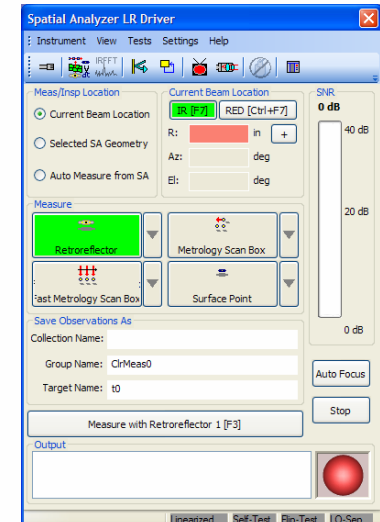 Spatial Analyzer LR Driver
Instrument View Tests Settings Help
IRFFT
Meas/Insp Location
Current Beam Location
Selected SA Geometry
Auto Measure from SA
Current Beam Location
IR [F7] RED [Ctrl+F7]
R: in +
Az: deg
El: deg
SNR
0 dB
40 dB
20 dB
0 dB
Measure
Retroreflector
Metrology Scan Box
Fast Metrology Scan Box
Surface Point
Save Observations As
Collection Name:
Group Name: ClrMeas0
Target Name: t0
Auto Focus
Stop
Measure with Retroreflector 1 [F3]
Output
Linearized Self-Test Flip-Test LO-Sep